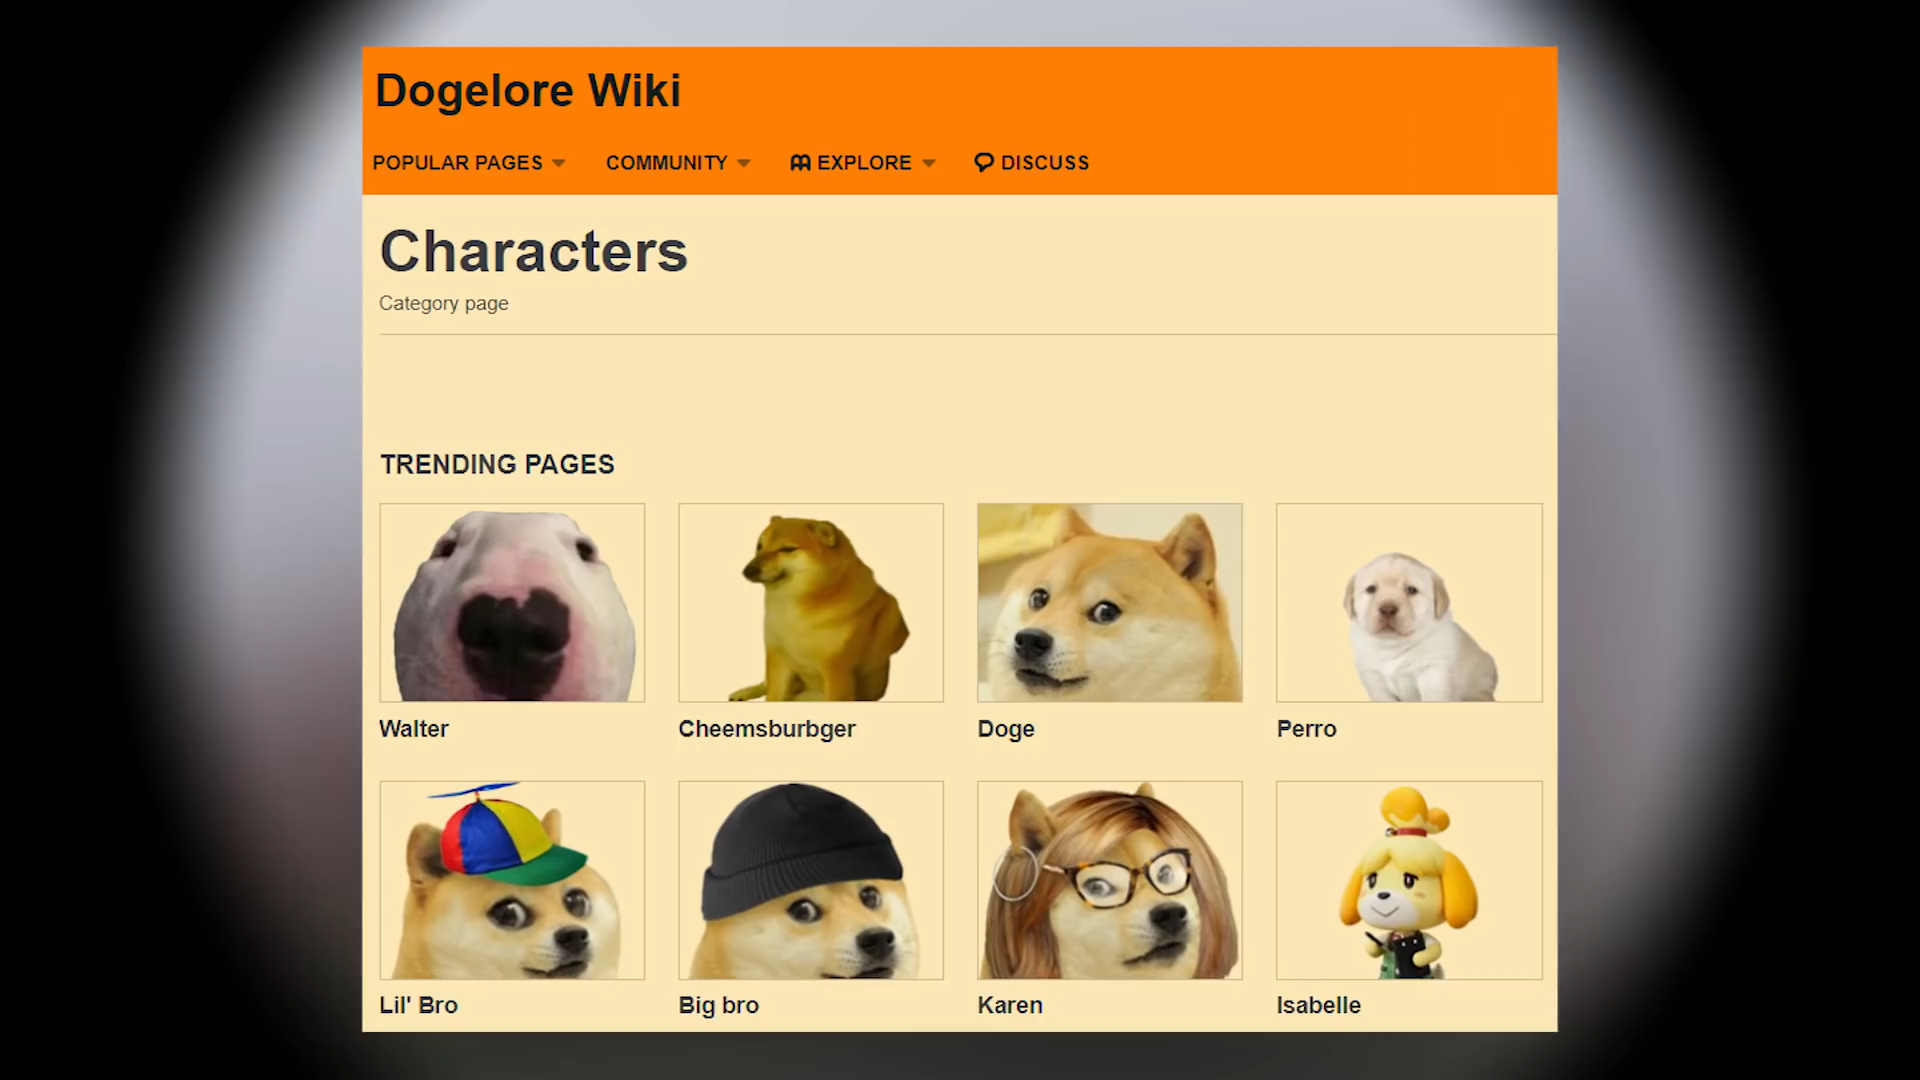 Dogelore Wiki
POPULAR PAGES COMMUNITY EXPLORE DISCUSS
Characters
Category page
TRENDING PAGES
Walter Cheemsburbger Doge Perro
Lil' Bro Big bro Karen Isabelle